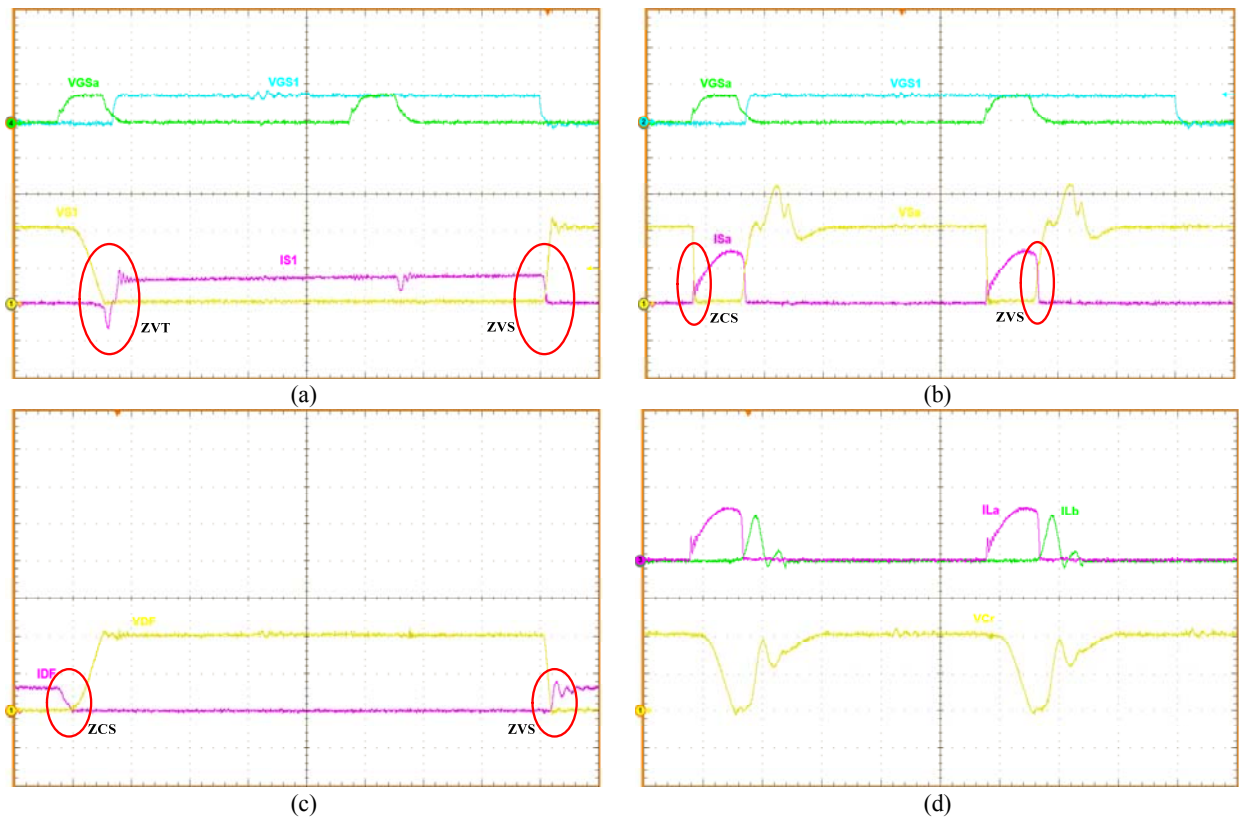 VGSa
VGS1
VS1
IS1
ZVT
ZVS
(a)
VGSa
VGS1
VSa
ISa
ZCS
ZVS
(b)
VDF
IDF
ZCS
ZVS
(c)
ILa
ILb
VCr
(d)